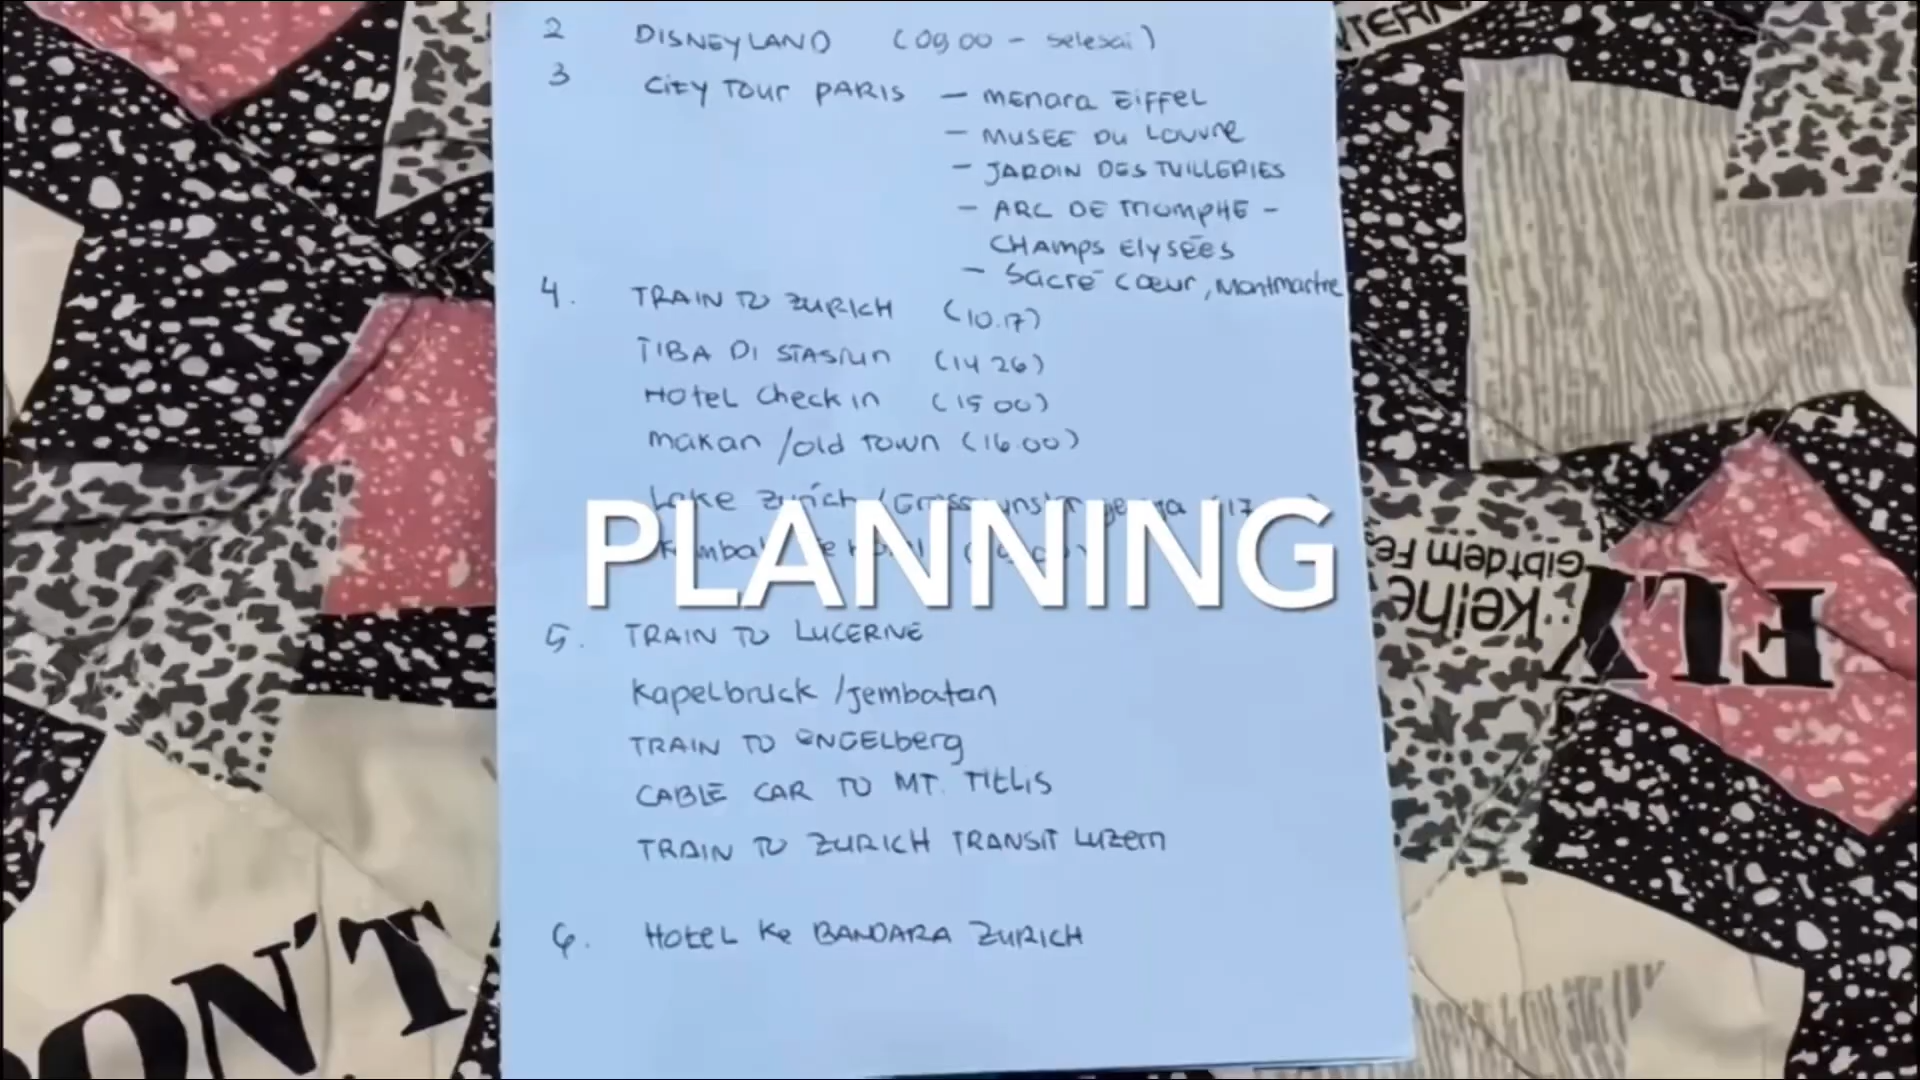 2 DISNEYLAND (09 00 - selesai)
3 CITY TOUR PARIS - MENARA EIFFEL
- MUSEE DU LOUVRE
- JARDIN DES TUILLERIES
- ARC DE TRIOMPHE -
CHAMPS ELYSÉES
- Sacré Cœur, Montmartre
4. TRAIN TO ZURICH (10.17)
TIBA DI STASIUN (14 26)
HOTEL Check in (15 00)
makan /old TOWN (16.00)
Lake Zurich
PLANNING
5. TRAIN TO LUCERNE
Kapelbruck /jembatan
TRAIN TO ENGELberg
CABLE CAR TO MT. TITLIS
TRAIN TO ZURICH TRANSIT LUZERN
6. HOTEL Ke BANDARA ZURICH
Gibtdem
Keine
FLY
ON'T